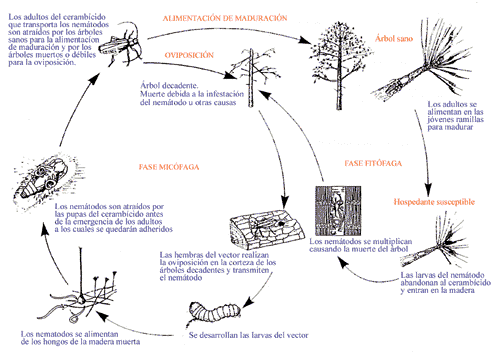 Los adultos del cerambícido
que transporta los nemátodos
son atraídos por los árboles
sanos para la alimentacion
de maduración y por los
árboles muertos o débiles
para la oviposición.
ALIMENTACIÓN DE MADURACIÓN
OVIPOSICIÓN
Árbol decadente.
Muerte debida a la infestación
del nemátodo u otras causas
Árbol sano
Los adultos se
alimentan en las
jóvenes ramillas
para madurar
FASE MICÓFAGA
FASE FITÓFAGA
Los nemátodos son atraídos por
las pupas del cerambícido antes
de la emergencia de los adultos
a los cuales se quedarán adheridos
Hospedante susceptible
Los nemátodos se multiplican
causando la muerte del árbol
Las hembras del vector realizan
la oviposición en la corteza de los
árboles decadentes y transmiten
el nemátodo
Las larvas del nemátodo
abandonan al cerambícido
y entran en la madera
Se desarrollan las larvas del vector
Los nematodos se alimentan
de los hongos de la madera muerta